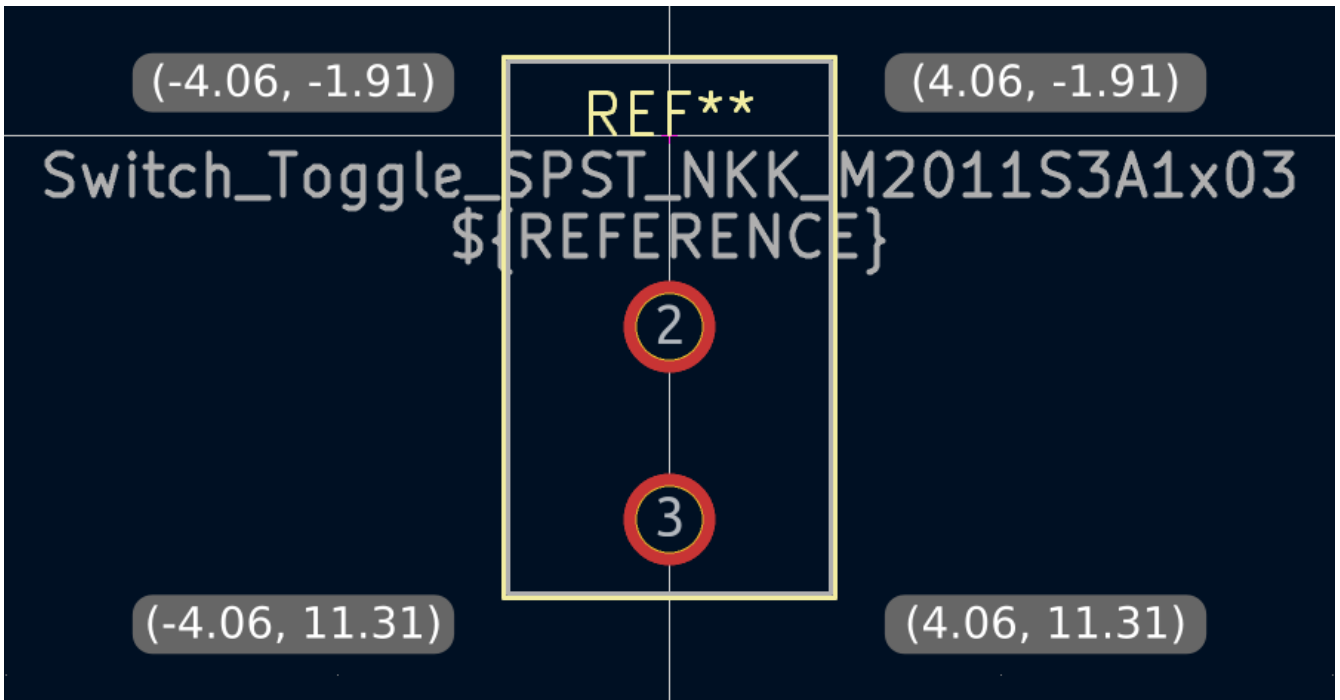 (-4.06, -1.91) (4.06, -1.91)
REF**
Switch_Toggle_SPST_NKK_M2011S3A1x03
${REFERENCE}
2
3
(-4.06, 11.31) (4.06, 11.31)